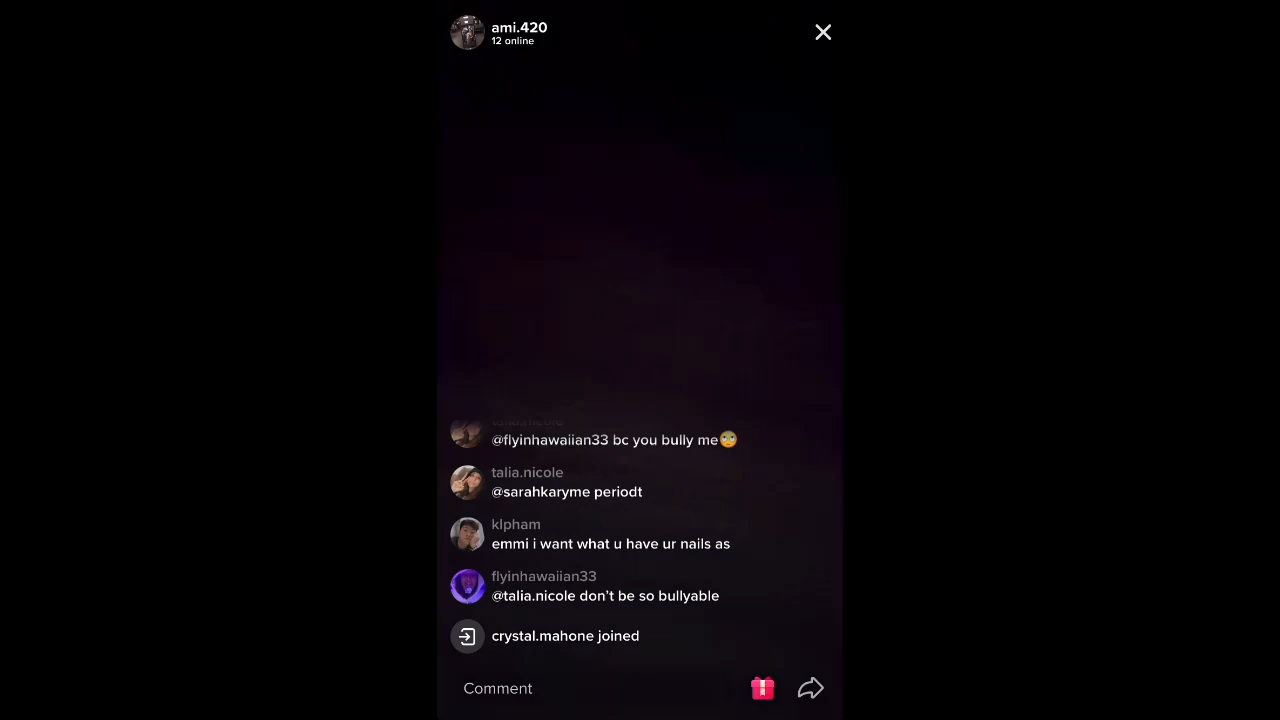 ami.420
12 online
@flyinhawaiian33 bc you bully me🙄
talia.nicole
@sarahkaryme periodt
klpham
emmi i want what u have ur nails as
flyinhawaiian33
@talia.nicole don't be so bullyable
crystal.mahone joined
Comment